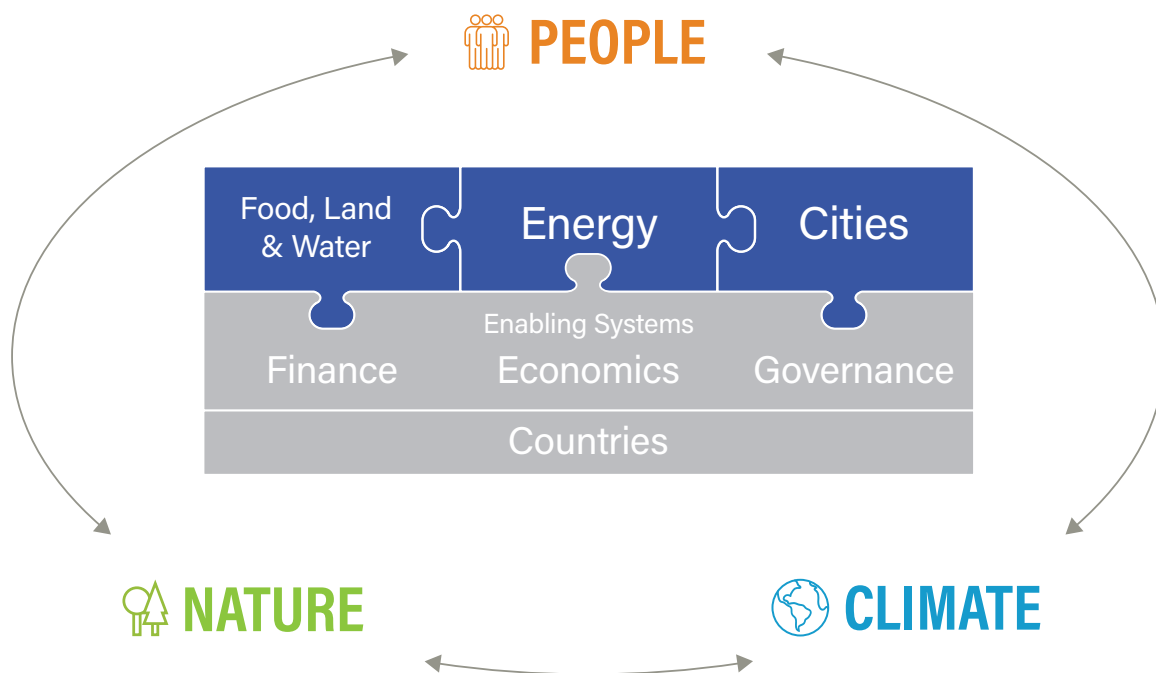 PEOPLE
Food, Land
& Water
Energy
Cities
Enabling Systems
Finance
Economics
Governance
Countries
NATURE
CLIMATE